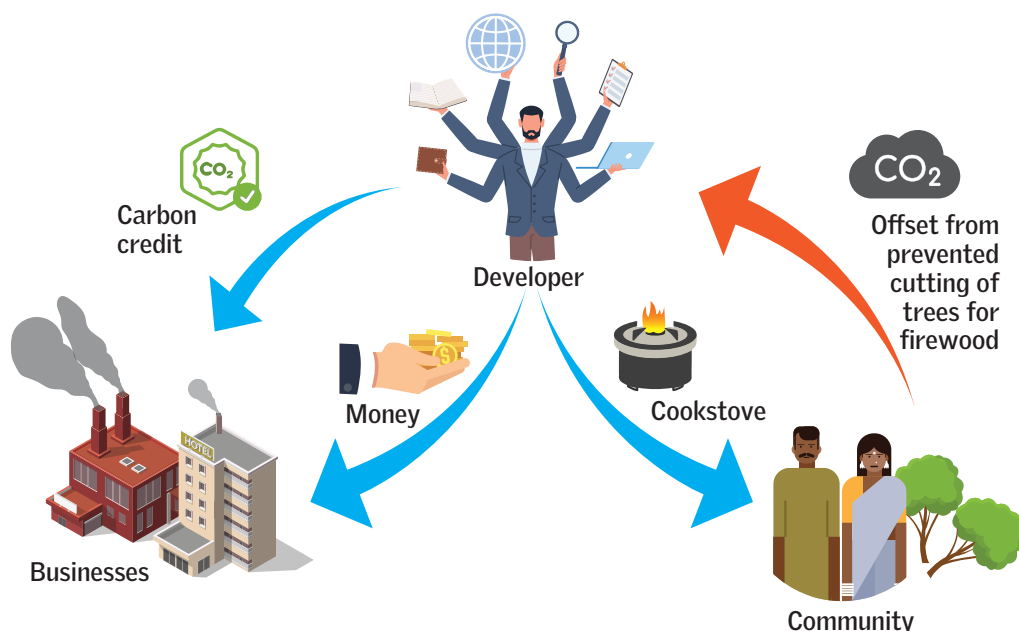 CO₂
Carbon
credit
Developer
CO₂
Offset from
prevented
cutting of
trees for
firewood
Money
$
Cookstove
HOTEL
Businesses
Community